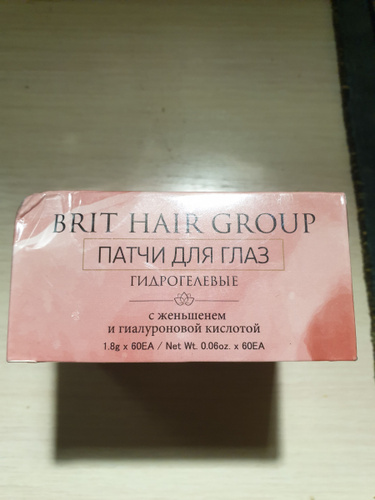 BRIT HAIR GROUP
ПАТЧИ ДЛЯ ГЛАЗ
ГИДРОГЕЛЕВЫЕ
с женьшенем
и гиалуроновой кислотой
1.8g x 60EA / Net Wt. 0.06oz. x 60EA